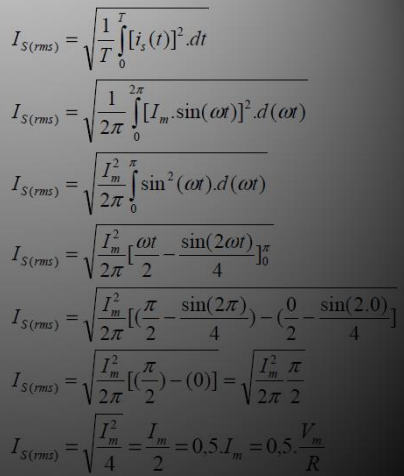 I_{S(rms)} = \sqrt{\frac{1}{T} \int_{0}^{T} [i_s(t)]^2 .dt}
I_{S(rms)} = \sqrt{\frac{1}{2\pi} \int_{0}^{2\pi} [I_m.\sin(\omega t)]^2 .d(\omega t)}
I_{S(rms)} = \sqrt{\frac{I_m^2}{2\pi} \int_{0}^{\pi} \sin^2(\omega t).d(\omega t)}
I_{S(rms)} = \sqrt{\frac{I_m^2}{2\pi} [\frac{\omega t}{2} - \frac{\sin(2\omega t)}{4}]_0^{\pi}}
I_{S(rms)} = \sqrt{\frac{I_m^2}{2\pi} [(\frac{\pi}{2} - \frac{\sin(2\pi)}{4}) - (\frac{0}{2} - \frac{\sin(2.0)}{4}]}
I_{S(rms)} = \sqrt{\frac{I_m^2}{2\pi} [(\frac{\pi}{2}) - (0)]} = \sqrt{\frac{I_m^2}{2\pi} \frac{\pi}{2}}
I_{S(rms)} = \sqrt{\frac{I_m^2}{4}} = \frac{I_m}{2} = 0,5.I_m = 0,5.\frac{V_m}{R}